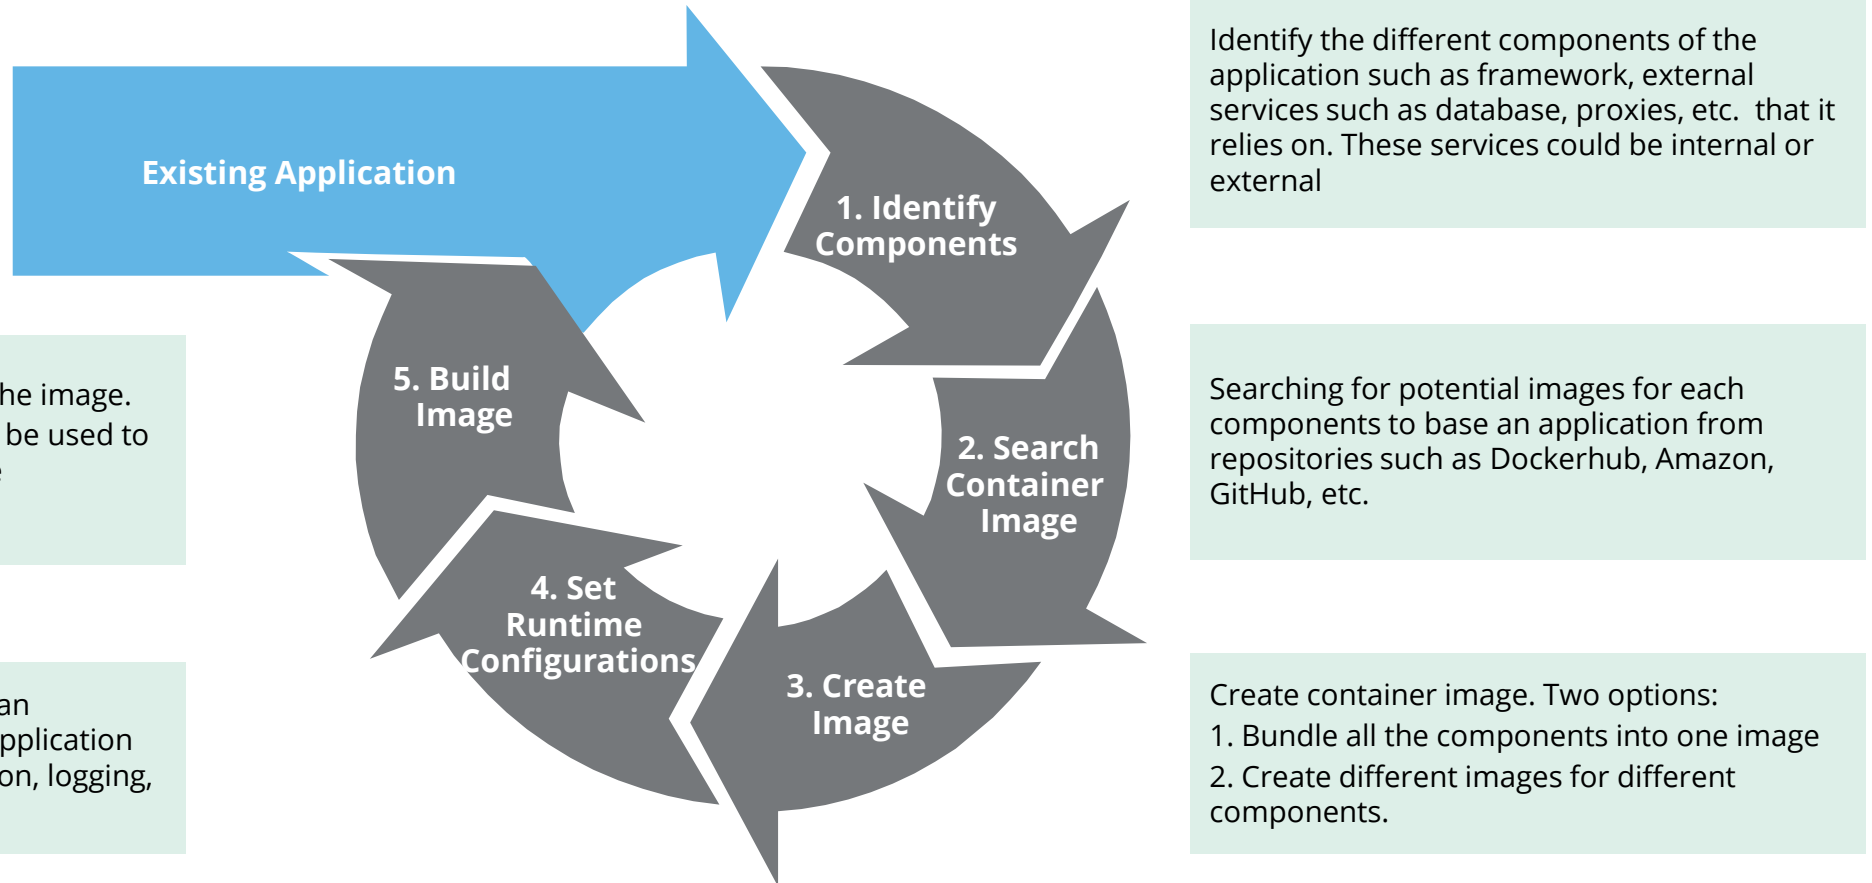 Existing Application
1. Identify
Components
2. Search
Container
Image
3. Create
Image
4. Set
Runtime
Configurations
5. Build
Image
Identify the different components of the
application such as framework, external
services such as database, proxies, etc. that it
relies on. These services could be internal or
external
Searching for potential images for each
components to base an application from
repositories such as Dockerhub, Amazon,
GitHub, etc.
Create container image. Two options:
1. Bundle all the components into one image
2. Create different images for different
components.
image.
be used to
logging,